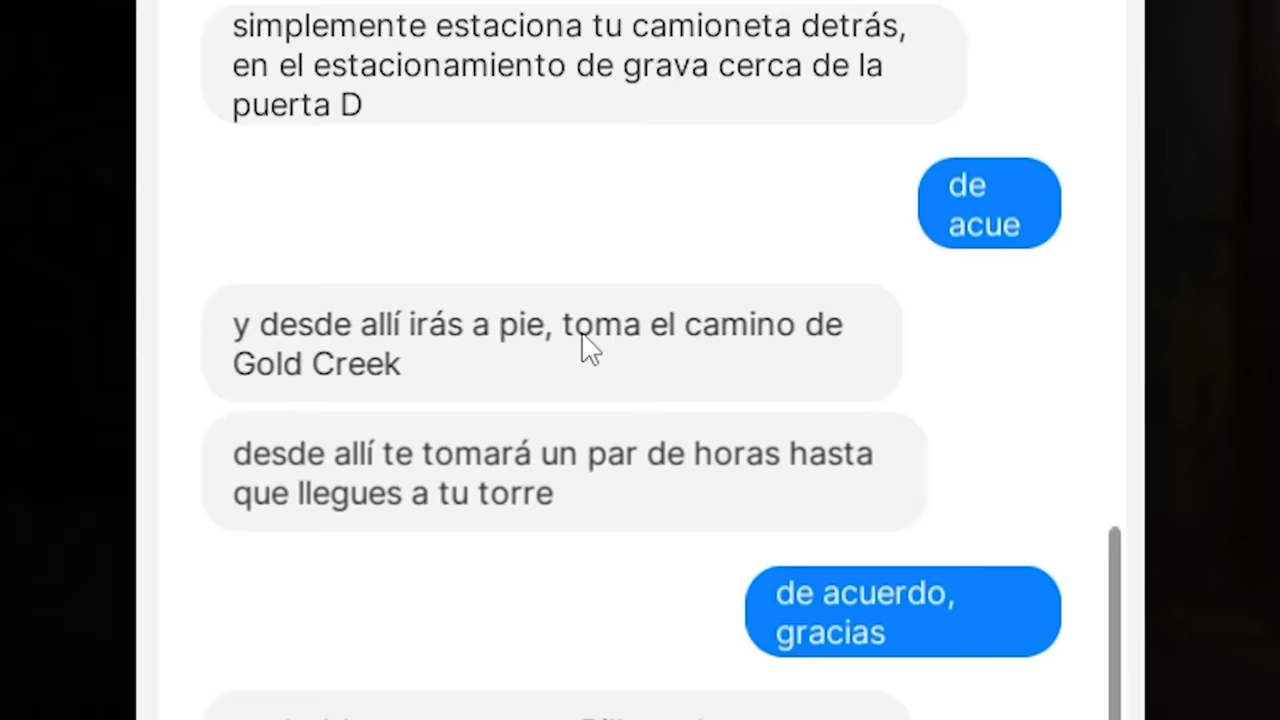 simplemente estaciona tu camioneta detrás,
en el estacionamiento de grava cerca de la
puerta D
de
acue
y desde allí irás a pie, toma el camino de
Gold Creek
desde allí te tomará un par de horas hasta
que llegues a tu torre
de acuerdo,
gracias